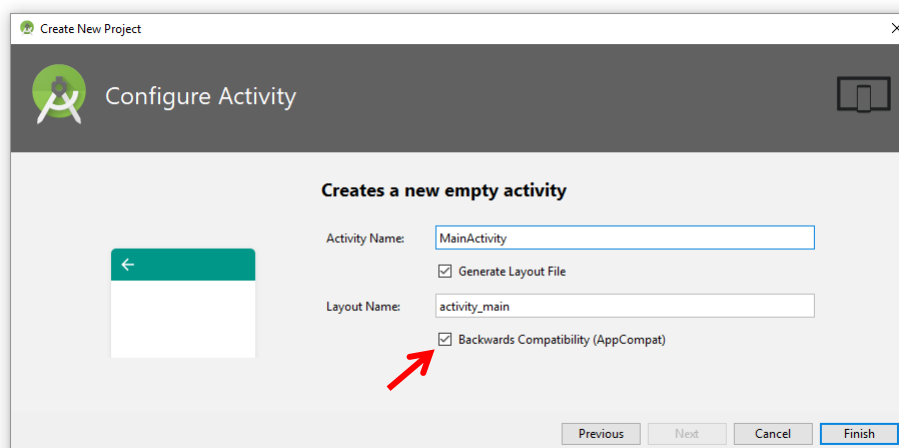 Create New Project
Configure Activity
Creates a new empty activity
Activity Name: MainActivity
Generate Layout File
Layout Name: activity_main
Backwards Compatibility (AppCompat)
Previous Next Cancel Finish